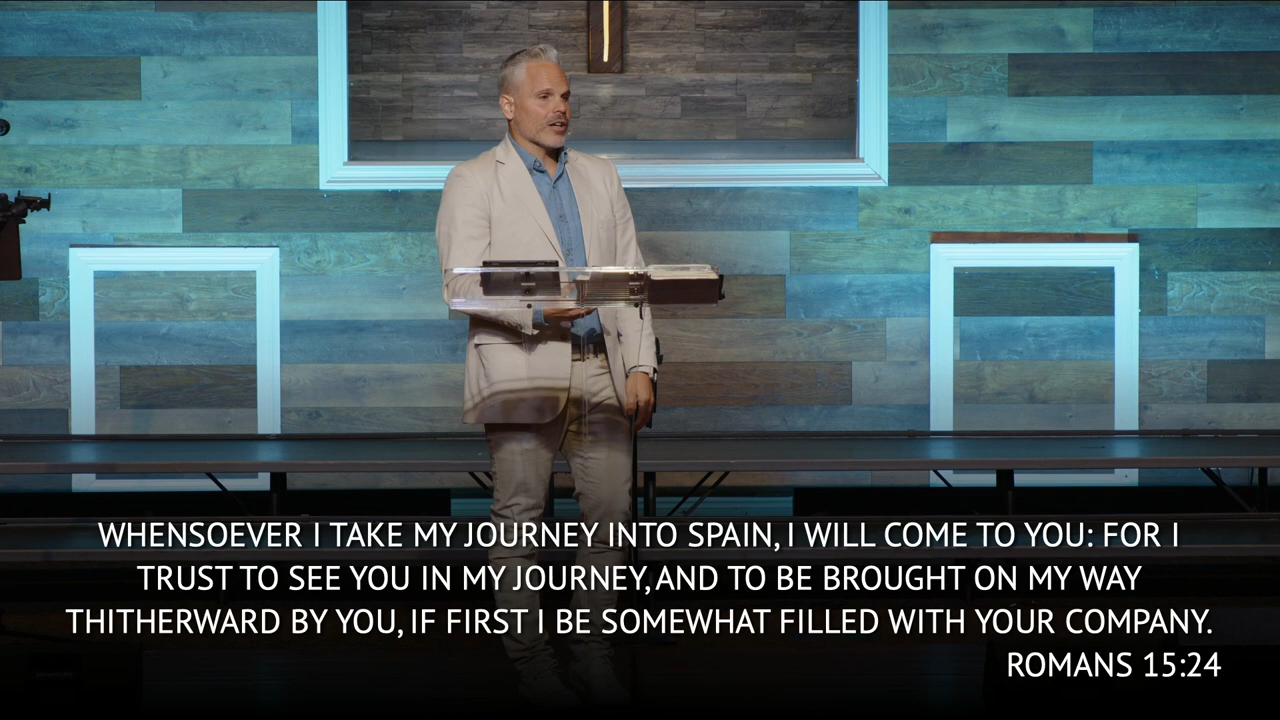 WHENSOEVER I TAKE MY JOURNEY INTO SPAIN, I WILL COME TO YOU: FOR I
TRUST TO SEE YOU IN MY JOURNEY, AND TO BE BROUGHT ON MY WAY
THITHERWARD BY YOU, IF FIRST I BE SOMEWHAT FILLED WITH YOUR COMPANY.
ROMANS 15:24